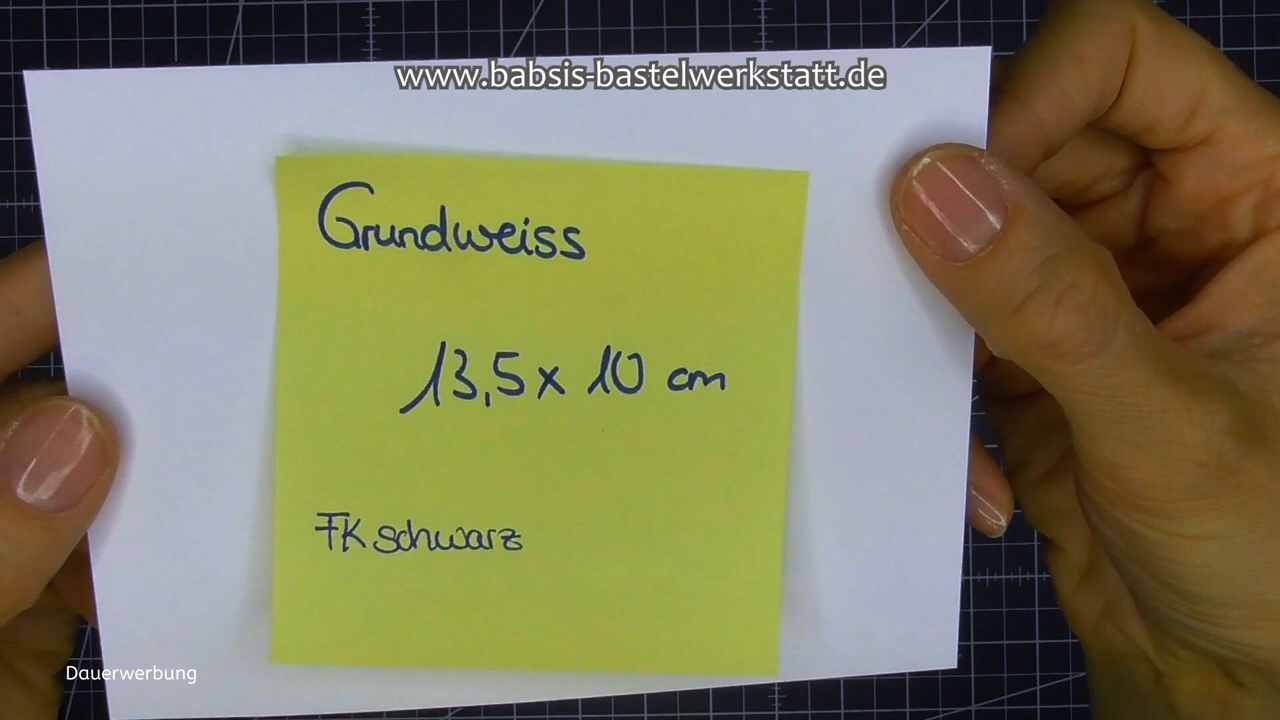 www.babsis-bastelwerkstatt.de
Grundweiss
13,5 x 10 cm
FK schwarz
Dauerwerbung